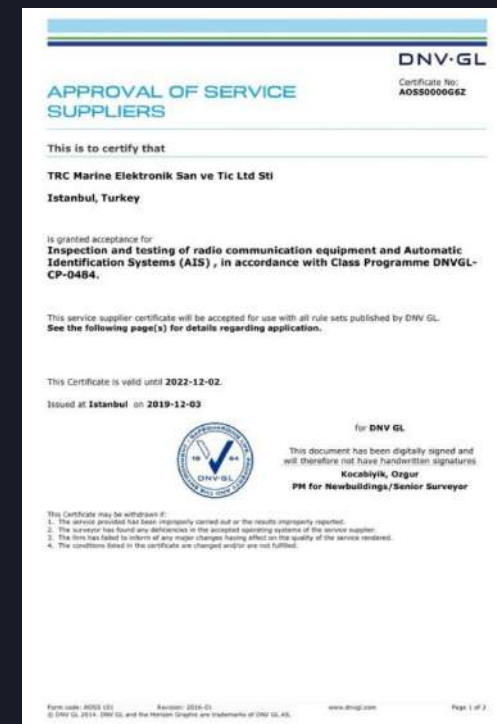 DNV·GL
Certificate No:
AOSS0000G6Z
APPROVAL OF SERVICE
SUPPLIERS
This is to certify that
TRC Marine Elektronik San ve Tic Ltd Sti
Istanbul, Turkey
Is granted acceptance for
Inspection and testing of radio communication equipment and Automatic
Identification Systems (AIS) , in accordance with Class Programme DNVGL-
CP-0484.
This service supplier certificate will be accepted for use with all rule sets published by DNV GL.
See the following page(s) for details regarding application.
This Certificate is valid until 2022-12-02.
Issued at Istanbul on 2019-12-03
for DNV GL
This document has been digitally signed and
will therefore not have handwritten signatures
Kocabiyik, Ozgur
PM for Newbuildings/Senior Surveyor
DNV·GL
This Certificate may be withdrawn if:
1. The service provided has been improperly carried out or the results improperly reported.
2. The surveyor has found any deficiencies in the accepted operating systems of the service supplier.
3. The firm has failed to inform of any major changes having effect on the quality of the service rendered.
4. The conditions listed in the certificate are changed and/or are not fulfilled.
Form code: AOSS 101 Revision: 2016-01 www.dnvgl.com Page 1 of 2
© DNV GL 2014. DNV GL and the Horizon Graphic are trademarks of DNV GL AS.